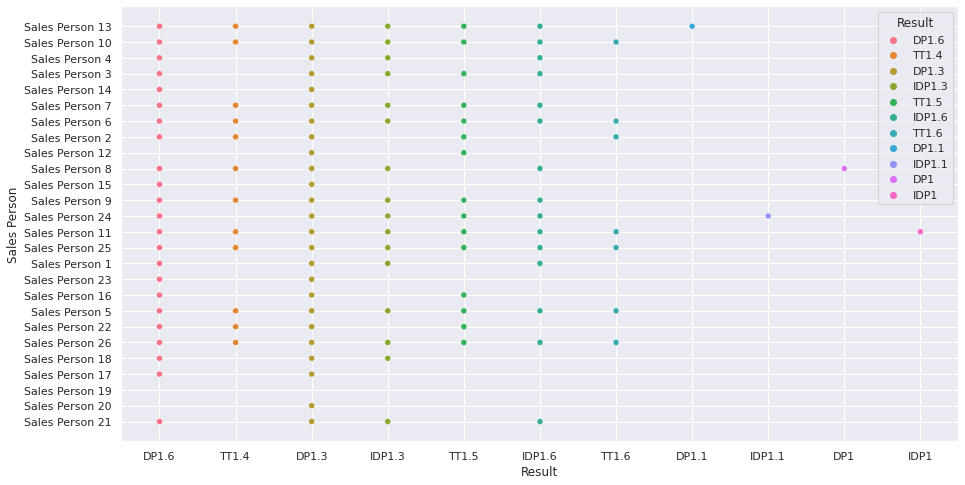 Sales Person
Sales Person 13
Sales Person 10
Sales Person 4
Sales Person 3
Sales Person 14
Sales Person 7
Sales Person 6
Sales Person 2
Sales Person 12
Sales Person 8
Sales Person 15
Sales Person 9
Sales Person 24
Sales Person 11
Sales Person 25
Sales Person 1
Sales Person 23
Sales Person 16
Sales Person 5
Sales Person 22
Sales Person 26
Sales Person 18
Sales Person 17
Sales Person 19
Sales Person 20
Sales Person 21
Result
DP1.6
TT1.4
DP1.3
IDP1.3
TT1.5
IDP1.6
TT1.6
DP1.1
IDP1.1
DP1
IDP1
DP1.6 TT1.4 DP1.3 IDP1.3 TT1.5 IDP1.6 TT1.6 DP1.1 IDP1.1 DP1 IDP1
Result